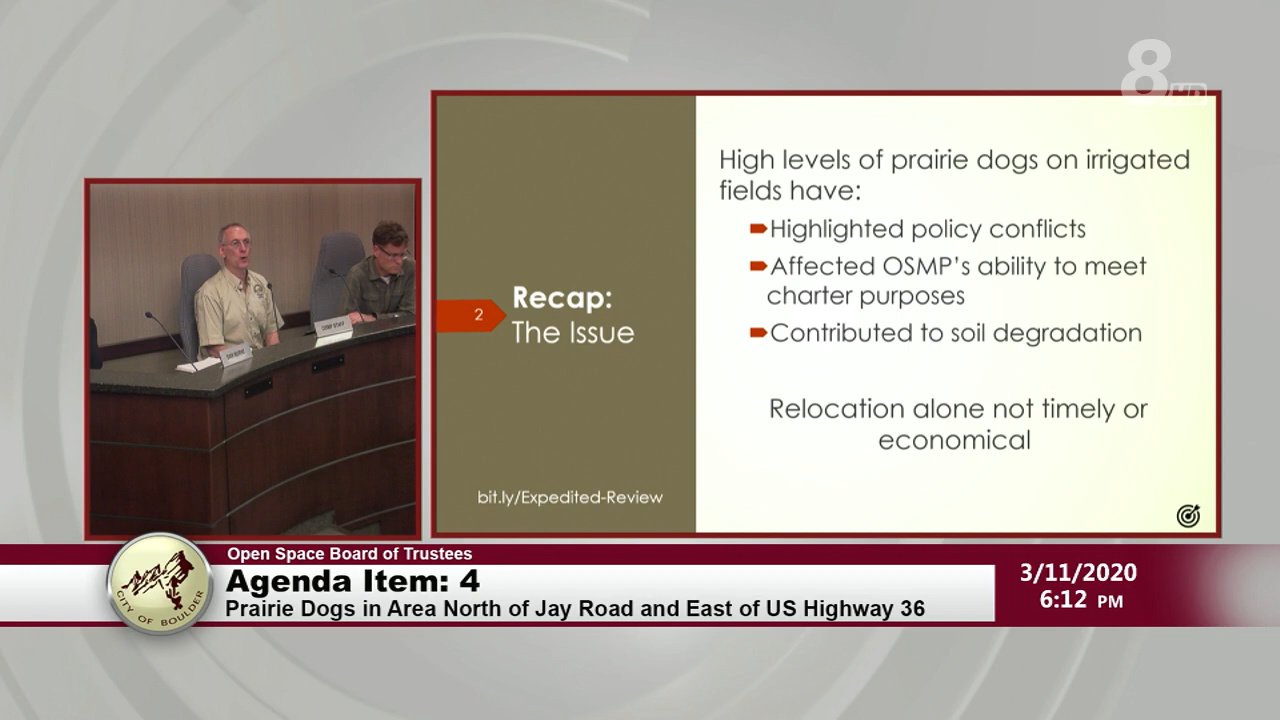 8
HD
High levels of prairie dogs on irrigated
fields have:
Highlighted policy conflicts
Affected OSMP's ability to meet
charter purposes
Contributed to soil degradation
Relocation alone not timely or
economical
2
Recap:
The Issue
bit.ly/Expedited-Review
OSMP STAFF
Open Space Board of Trustees
Agenda Item: 4
Prairie Dogs in Area North of Jay Road and East of US Highway 36
CITY OF BOULDER
3/11/2020
6:12 PM